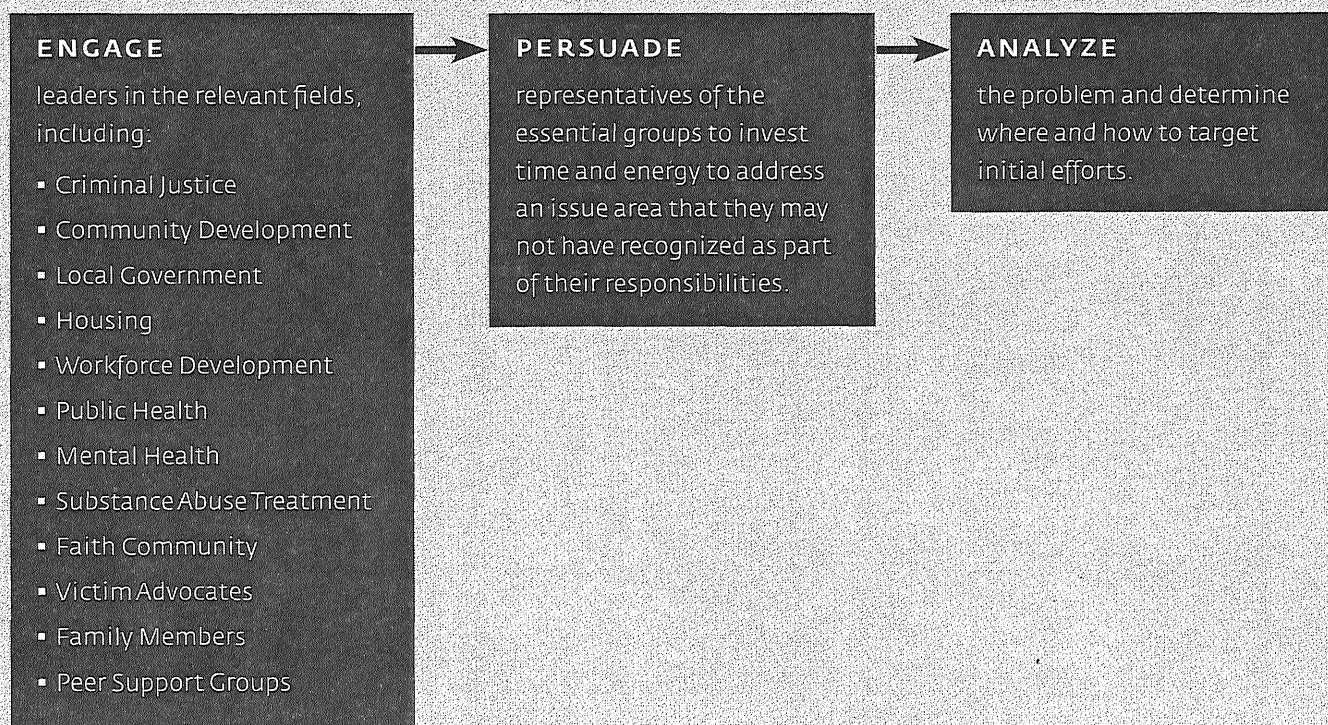 ENGAGE
leaders in the relevant fields,
including:
▪ Criminal Justice
▪ Community Development
▪ Local Government
▪ Housing
▪ Workforce Development
▪ Public Health
▪ Mental Health
▪ Substance Abuse Treatment
▪ Faith Community
▪ Victim Advocates
▪ Family Members
▪ Peer Support Groups
PERSUADE
representatives of the
essential groups to invest
time and energy to address
an issue area that they may
not have recognized as part
of their responsibilities.
ANALYZE
the problem and determine
where and how to target
initial efforts.